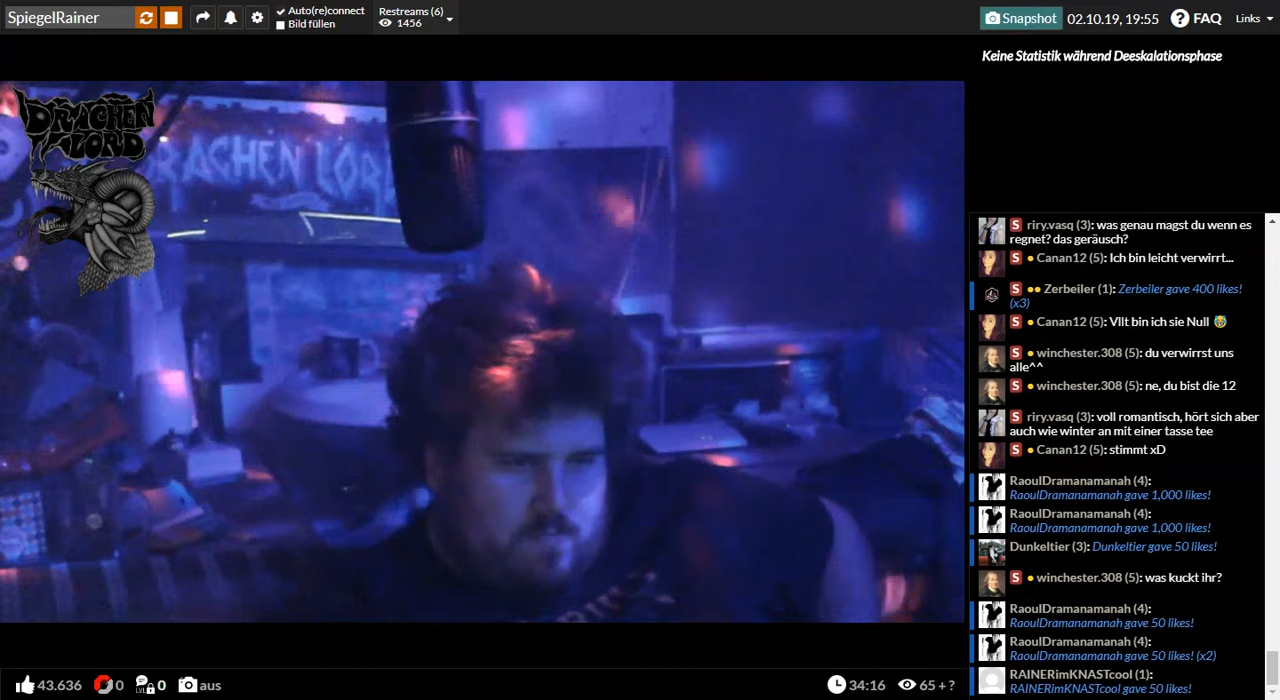 SpiegelRainer
Auto(re)connect
Bild füllen
Restreams (6)
1456
Snapshot
02.10.19, 19:55
? FAQ
Links
Keine Statistik während Deeskalationsphase
DRACHEN
LORD
RACHEN LORD
S riry.vasq (3): was genau magst du wenn es
regnet? das geräusch?
S Canan12 (5): Ich bin leicht verwirrt...
S Zerbeiler (1): Zerbeiler gave 400 likes!
(x3)
S Canan12 (5): Vllt bin ich sie Null 😭
S winchester.308 (5): du verwirrst uns
alle^^
S winchester.308 (5): ne, du bist die 12
S riry.vasq (3): voll romantisch, hört sich aber
auch wie winter an mit einer tasse tee
S Canan12 (5): stimmt xD
RaoulDramanamanah (4):
RaoulDramanamanah gave 1,000 likes!
RaoulDramanamanah (4):
RaoulDramanamanah gave 1,000 likes!
Dunkeltier (3): Dunkeltier gave 50 likes!
S winchester.308 (5): was kuckt ihr?
RaoulDramanamanah (4):
RaoulDramanamanah gave 50 likes!
RaoulDramanamanah (4):
RaoulDramanamanah gave 50 likes! (x2)
RAINERimKNASTcool (1):
RAINERimKNASTcool gave 50 likes!
43.636
0
LVL
0
aus
34:16
65 + ?